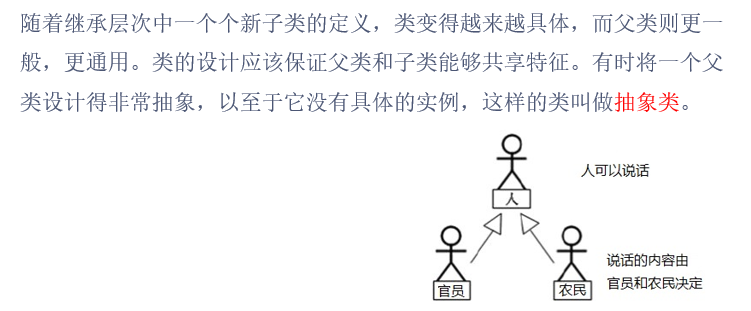 随着继承层次中一个个新子类的定义，类变得越来越具体，而父类则更一
般，更通用。类的设计应该保证父类和子类能够共享特征。有时将一个父
类设计得非常抽象，以至于它没有具体的实例，这样的类叫做抽象类。
人可以说话
人
说话的内容由
官员和农民决定
官员
农民